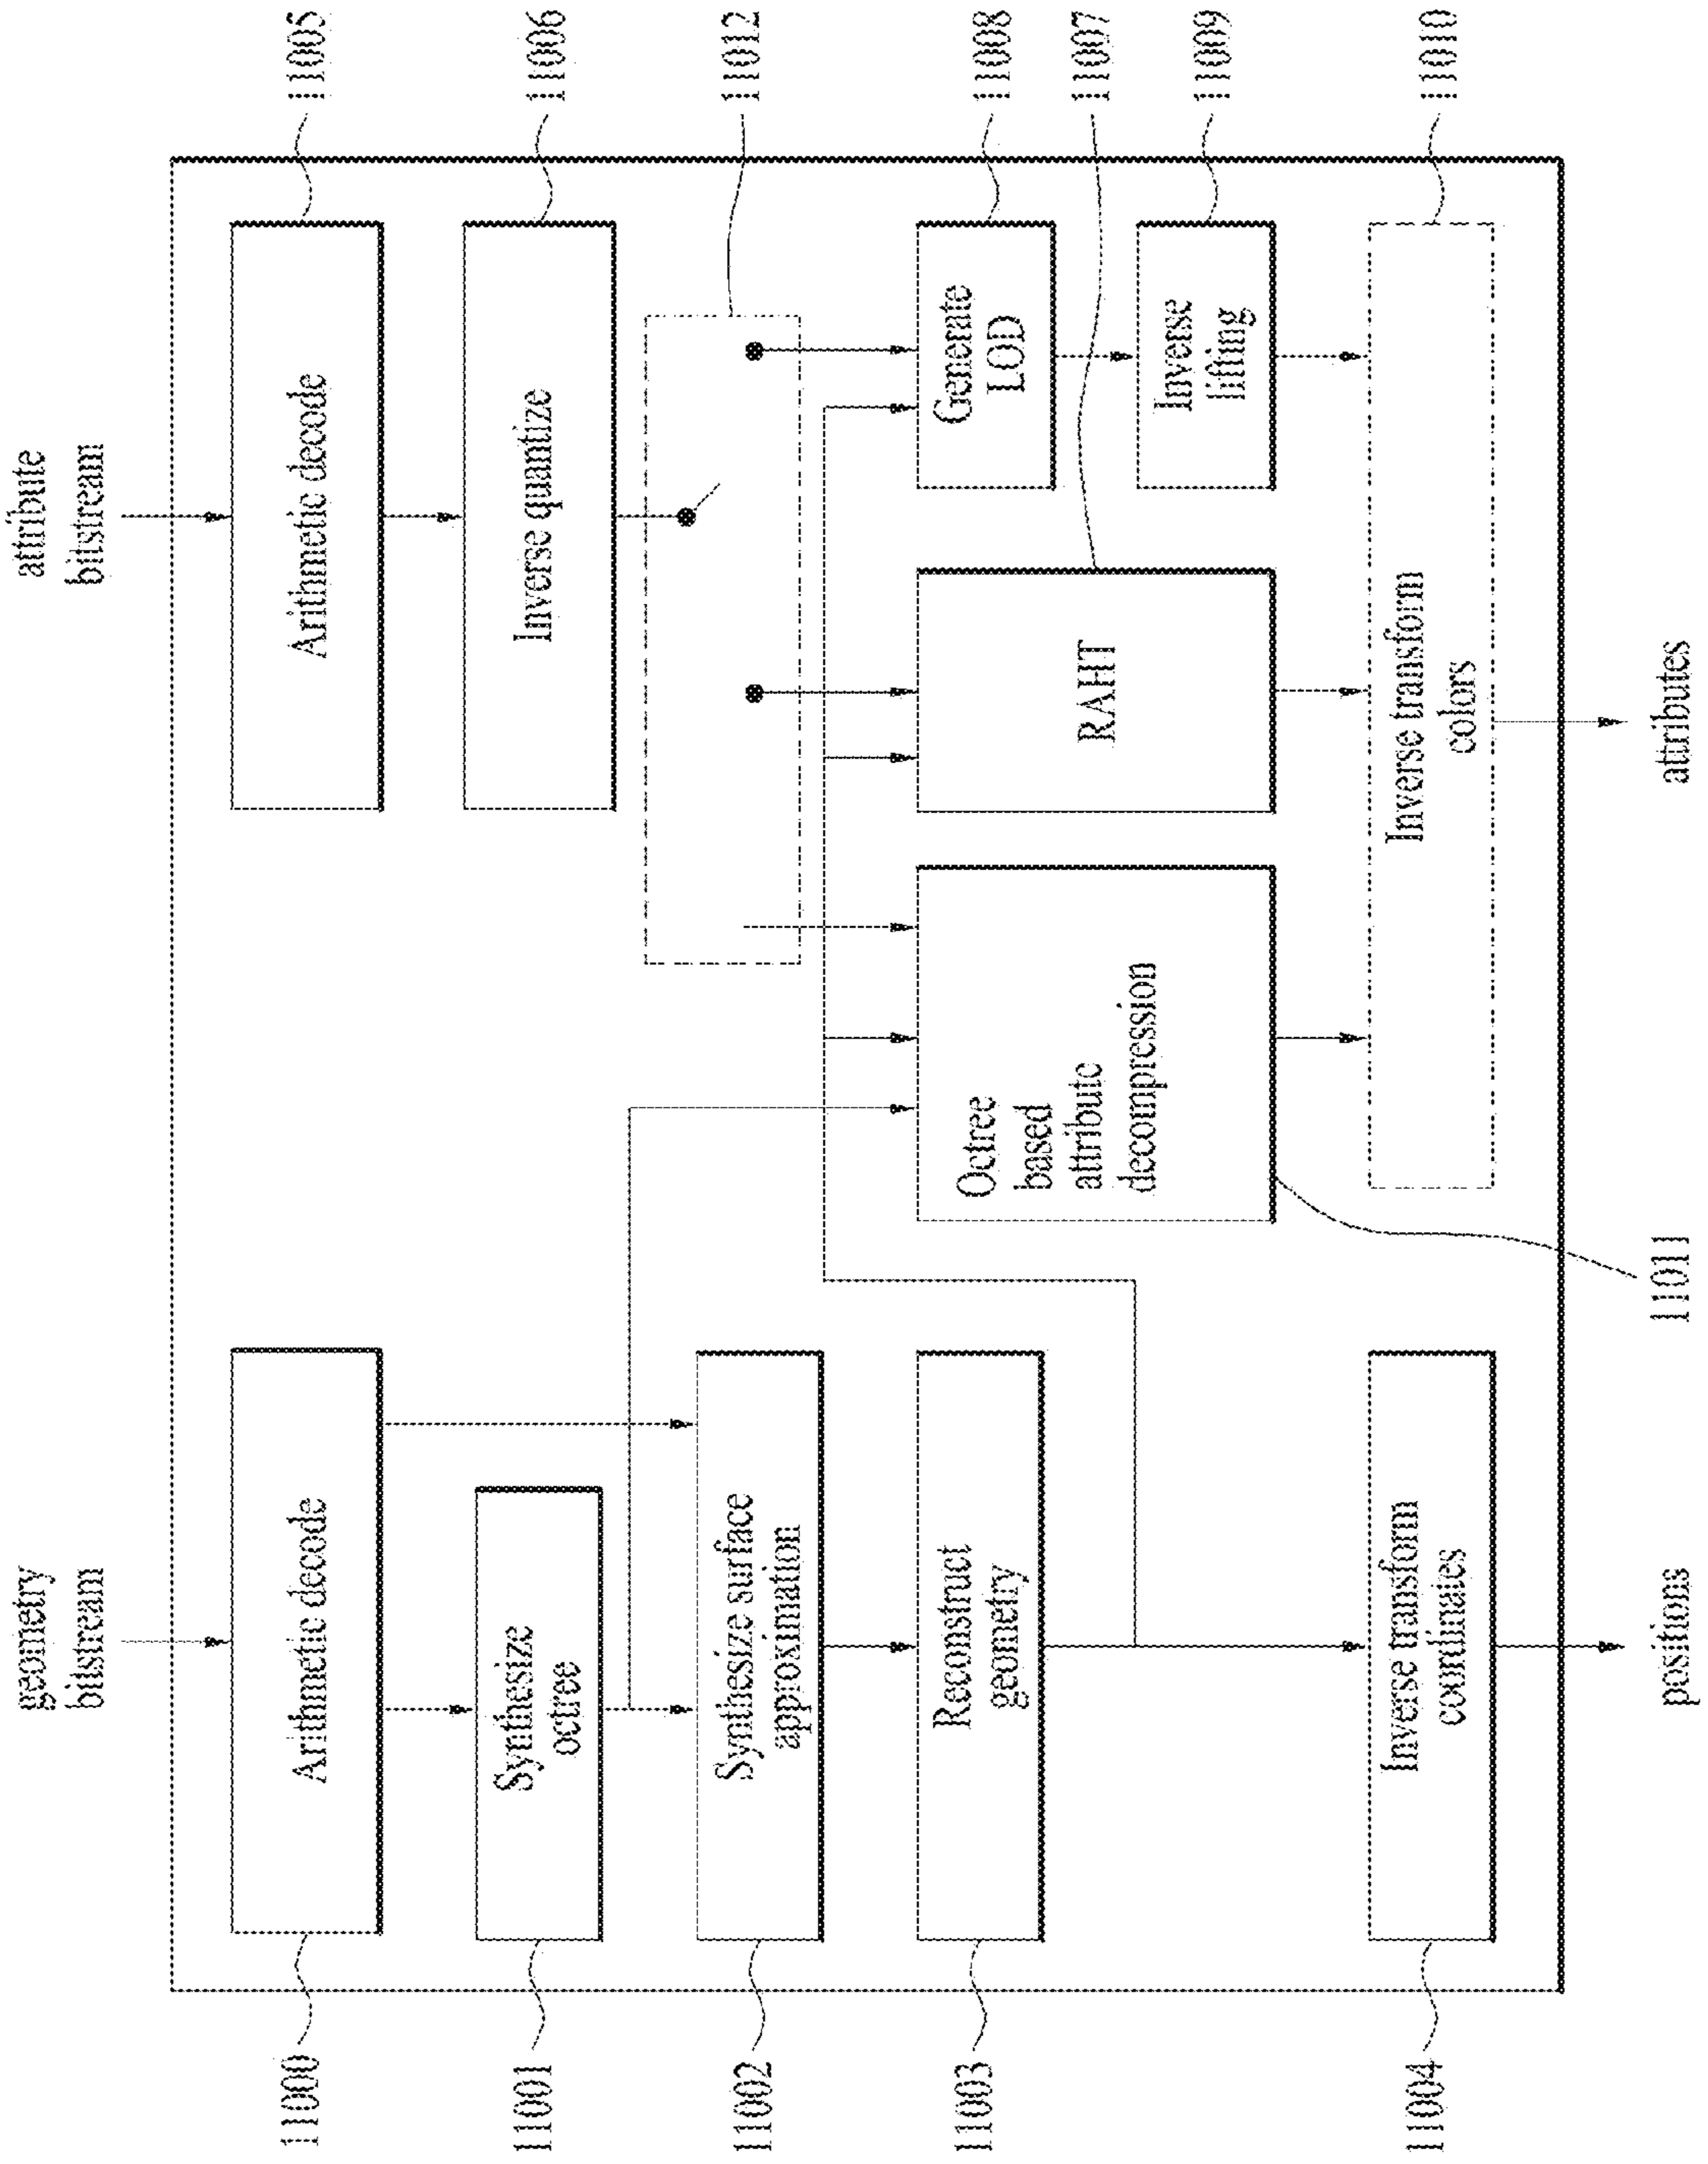 geometry
bitstream
attribute
bitstream
11000
Arithmetic decode
Arithmetic decode
11005
11001
Synthesize
octree
Inverse quantize
11006
11002
Synthesize surface
approximation
11012
11003
Reconstruct
geometry
Octree
based
attribute
decompression
RAHT
Generate
LOD
11008
11007
Inverse
lifting
11009
11004
Inverse transform
coordinates
Inverse transform
colors
11010
11011
positions
attributes